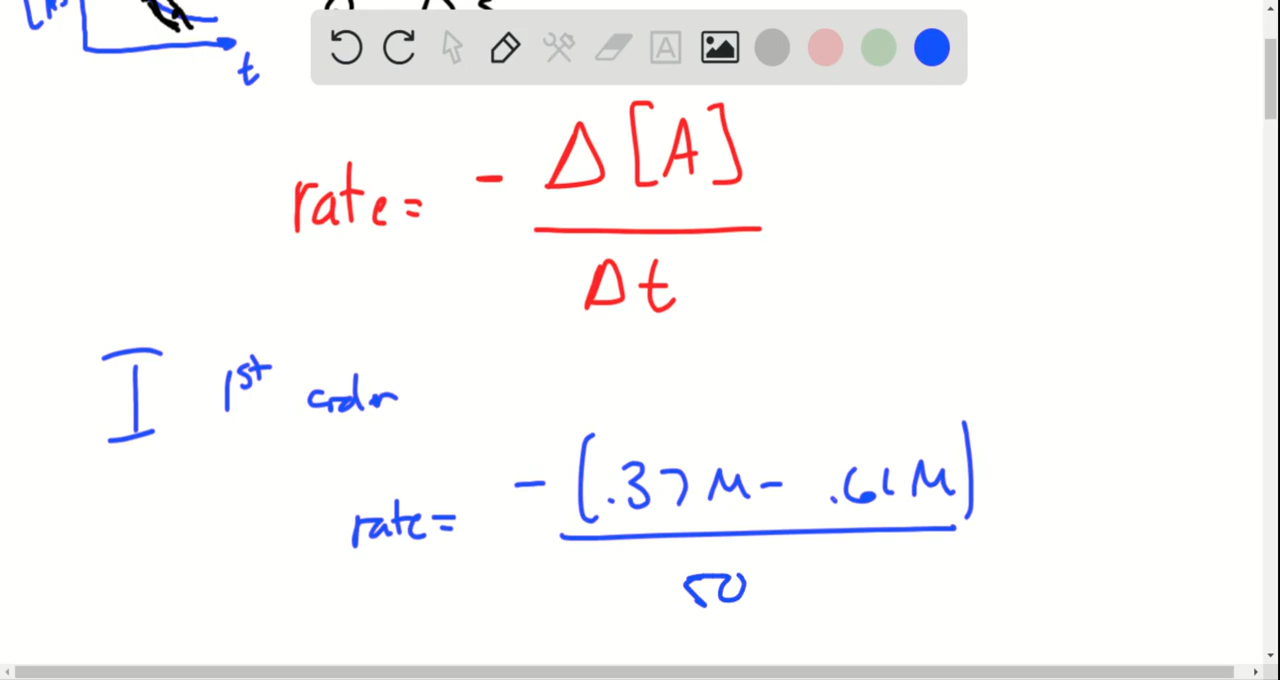 t
A
rate = - Δ[A]
Δt
I 1st order
rate = - (.37 M - .61 M)
50